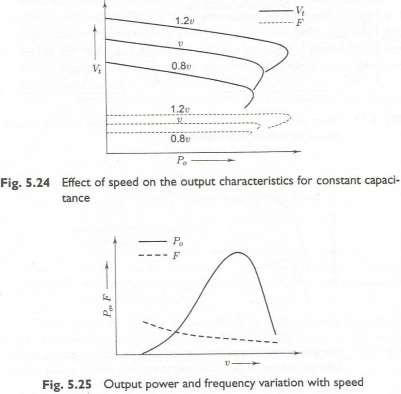 1.2v
V_t
F
v
0.8v
V_t
1.2v
v
0.8v
P_o
Fig. 5.24 Effect of speed on the output characteristics for constant capaci-
tance
P_o
F
P_o, F
v
Fig. 5.25 Output power and frequency variation with speed